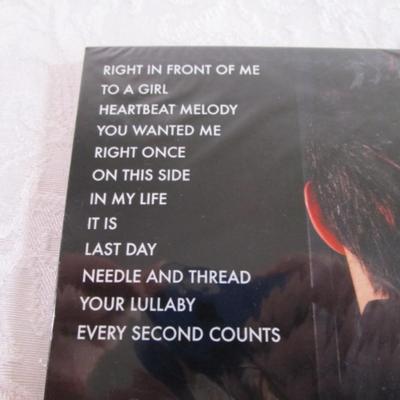 RIGHT IN FRONT OF ME
TO A GIRL
HEARTBEAT MELODY
YOU WANTED ME
RIGHT ONCE
ON THIS SIDE
IN MY LIFE
IT IS
LAST DAY
NEEDLE AND THREAD
YOUR LULLABY
EVERY SECOND COUNTS